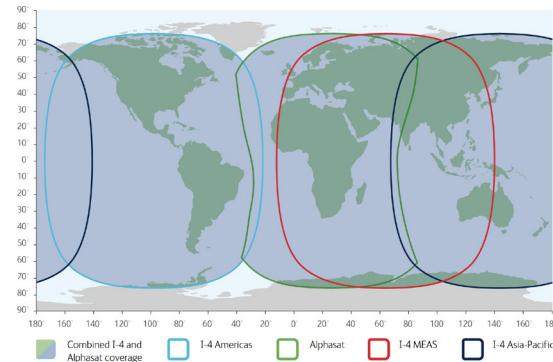 90°
80°
70°
60°
50°
40°
30°
20°
10°
0°
10°
20°
30°
40°
50°
60°
70°
80°
90°
180 160 140 120 100 80 60 40 20 0 20 40 60 80 100 120 140 160 180
Combined I-4 and
Alphasat coverage
I-4 Americas
Alphasat
I-4 MEAS
I-4 Asia-Pacific